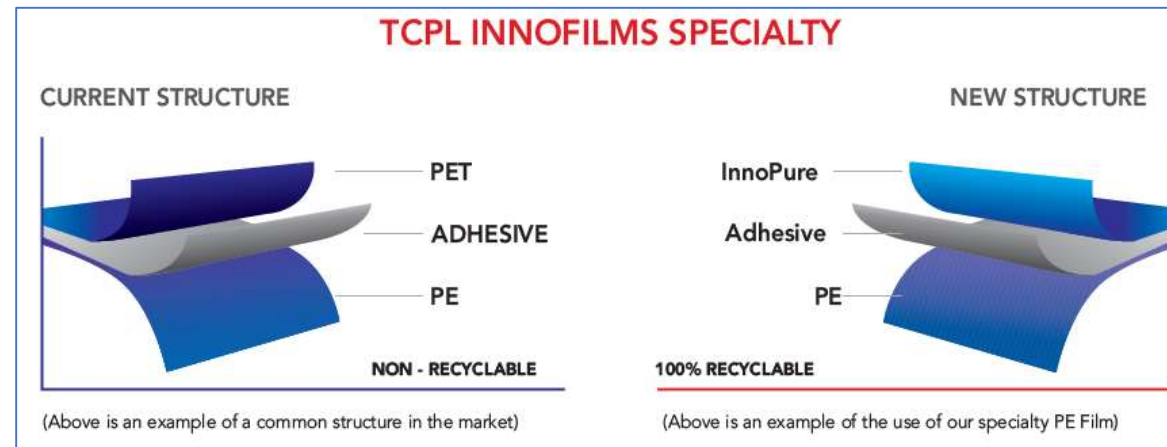 TCPL INNOFILMS SPECIALTY
CURRENT STRUCTURE
PET
ADHESIVE
PE
NON - RECYCLABLE
(Above is an example of a common structure in the market)
NEW STRUCTURE
InnoPure
Adhesive
PE
100% RECYCLABLE
(Above is an example of the use of our specialty PE Film)